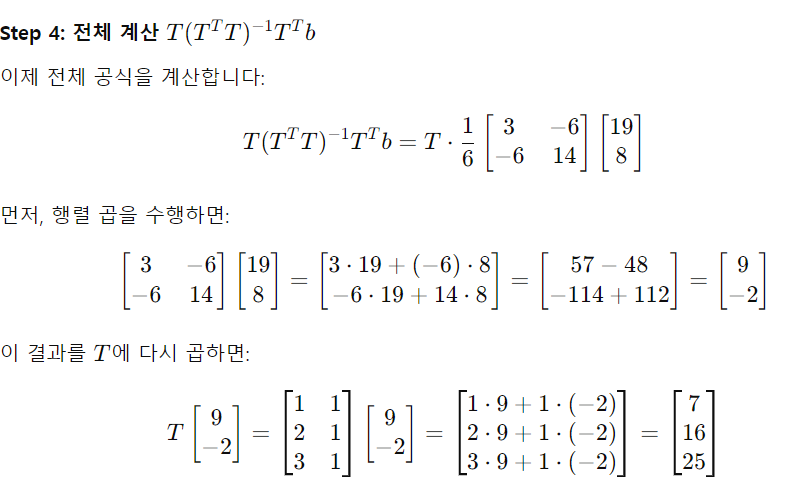 Step 4: 전체 계산 $T(T^T T)^{-1} T^T b$
이제 전체 공식을 계산합니다:
$T(T^T T)^{-1} T^T b = T \cdot \frac{1}{6} \begin{bmatrix} 3 & -6 \\ -6 & 14 \end{bmatrix} \begin{bmatrix} 19 \\ 8 \end{bmatrix}$
먼저, 행렬 곱을 수행하면:
$\begin{bmatrix} 3 & -6 \\ -6 & 14 \end{bmatrix} \begin{bmatrix} 19 \\ 8 \end{bmatrix} = \begin{bmatrix} 3 \cdot 19 + (-6) \cdot 8 \\ -6 \cdot 19 + 14 \cdot 8 \end{bmatrix} = \begin{bmatrix} 57 - 48 \\ -114 + 112 \end{bmatrix} = \begin{bmatrix} 9 \\ -2 \end{bmatrix}$
이 결과를 $T$에 다시 곱하면:
$T \begin{bmatrix} 9 \\ -2 \end{bmatrix} = \begin{bmatrix} 1 & 1 \\ 2 & 1 \\ 3 & 1 \end{bmatrix} \begin{bmatrix} 9 \\ -2 \end{bmatrix} = \begin{bmatrix} 1 \cdot 9 + 1 \cdot (-2) \\ 2 \cdot 9 + 1 \cdot (-2) \\ 3 \cdot 9 + 1 \cdot (-2) \end{bmatrix} = \begin{bmatrix} 7 \\ 16 \\ 25 \end{bmatrix}$